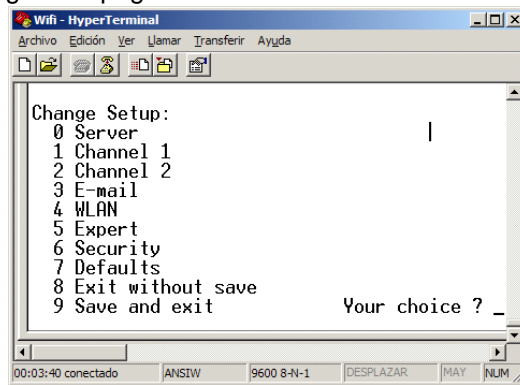 Wifi - HyperTerminal
Archivo Edición Ver Llamar Transferir Ayuda
Change Setup:
0 Server
1 Channel 1
2 Channel 2
3 E-mail
4 WLAN
5 Expert
6 Security
7 Defaults
8 Exit without save
9 Save and exit Your choice ? _
00:03:40 conectado ANSIW 9600 8-N-1 DESPLAZAR MAY NUM